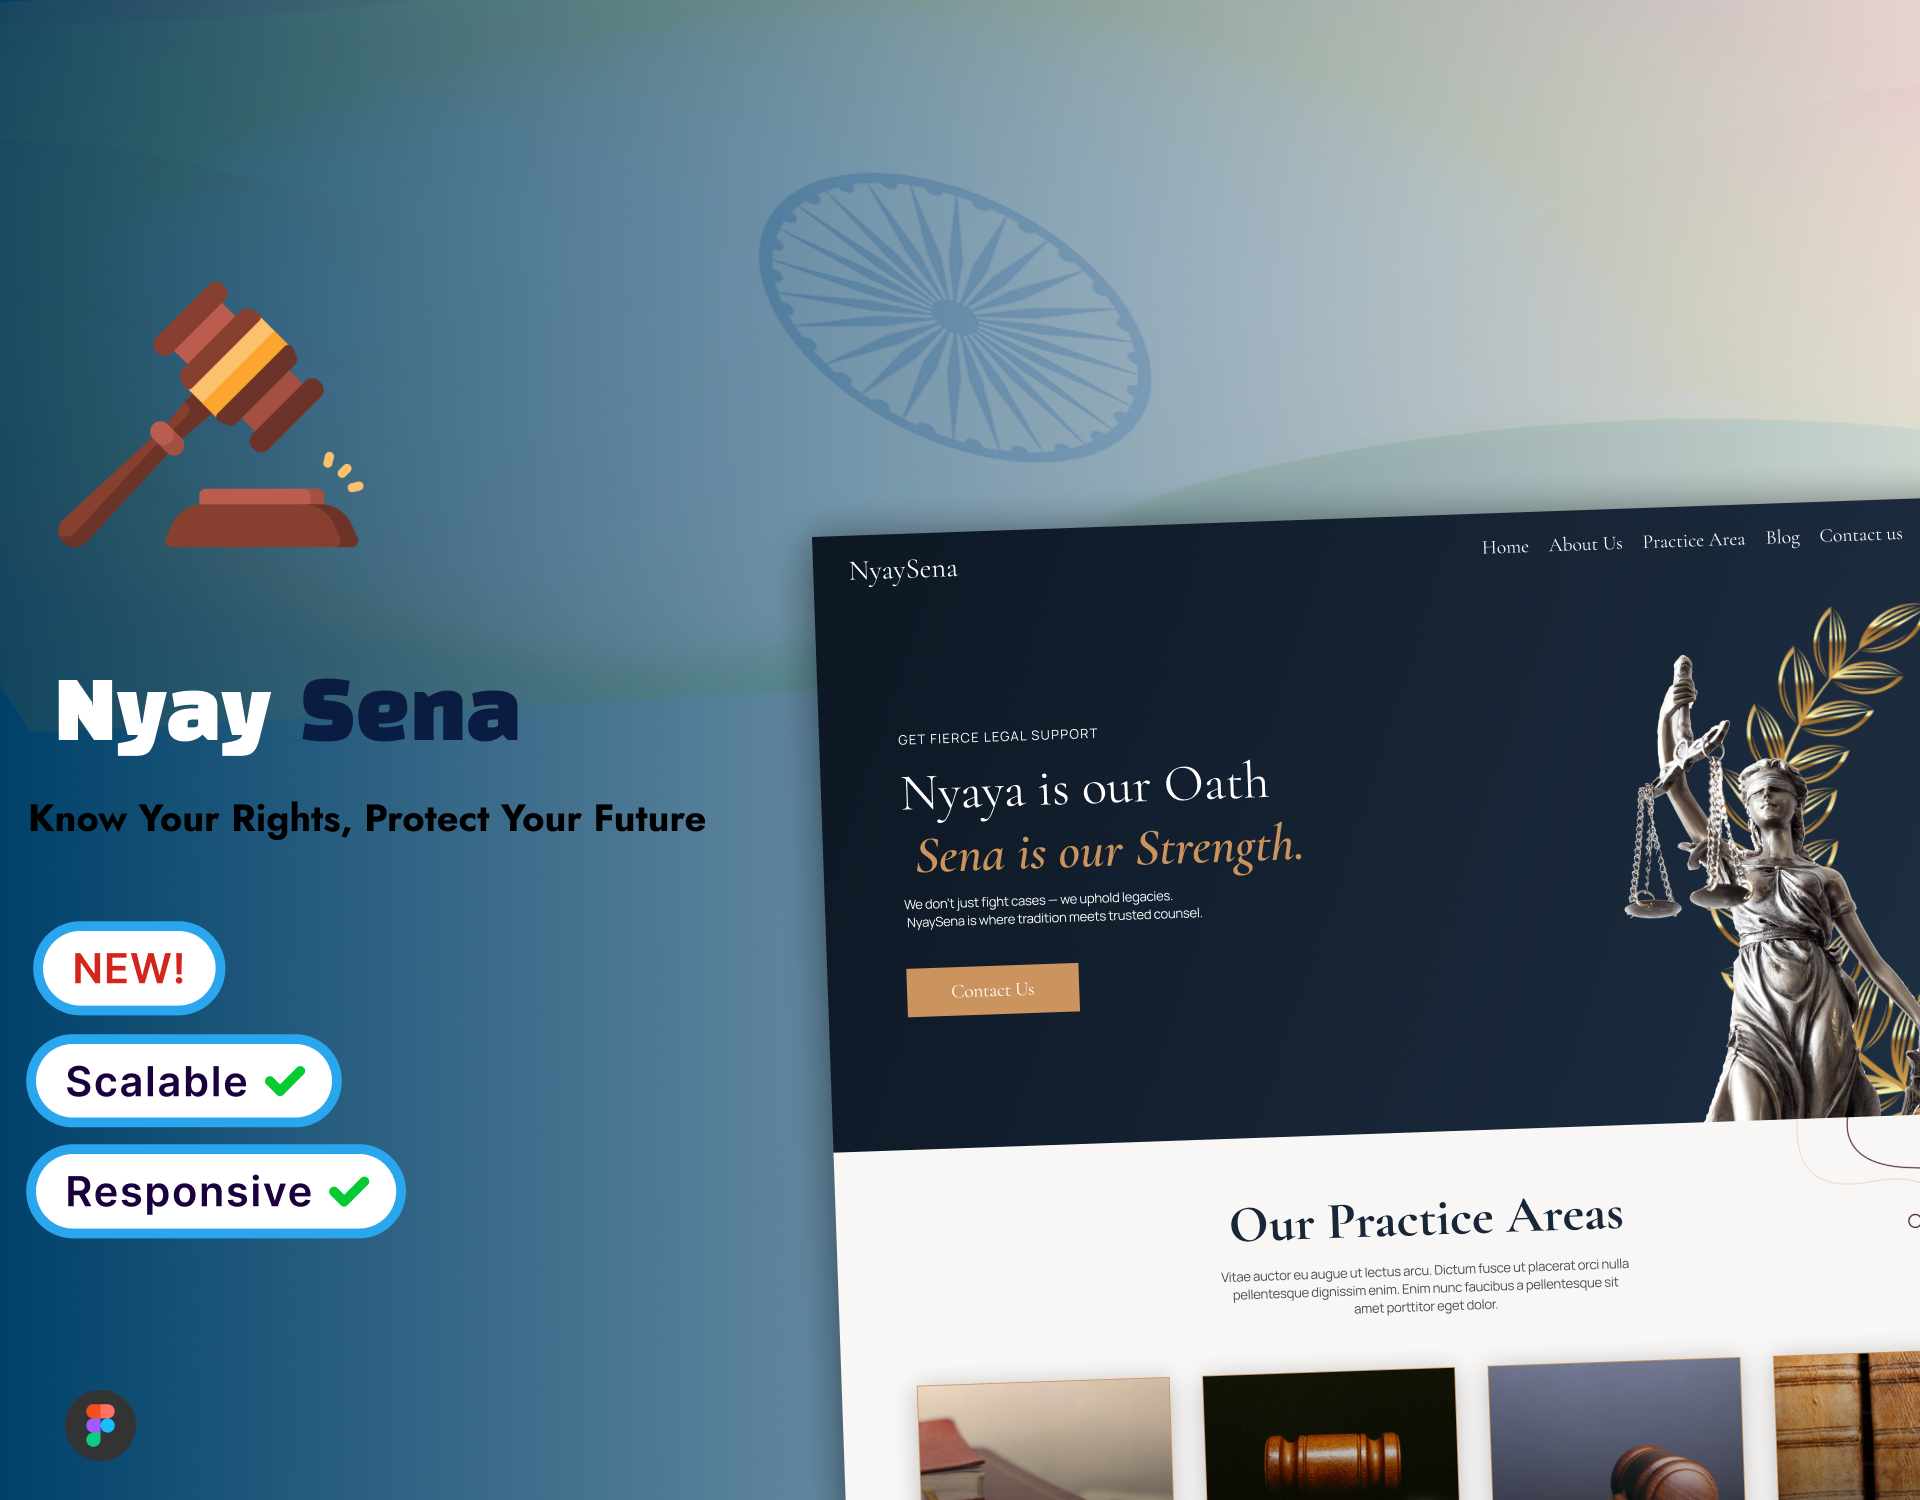 Nyay Sena
Know Your Rights, Protect Your Future
NEW!
Scalable
Responsive
NyaySena
Home About Us Practice Area Blog Contact us
GET FIERCE LEGAL SUPPORT
Nyaya is our Oath
Sena is our Strength.
We don't just fight cases — we uphold legacies.
NyaySena is where tradition meets trusted counsel.
Contact Us
Our Practice Areas
Vitae auctor eu augue ut lectus arcu. Dictum fusce ut placerat orci nulla
pellentesque dignissim enim. Enim nunc faucibus a pellentesque sit
amet porttitor eget dolor.